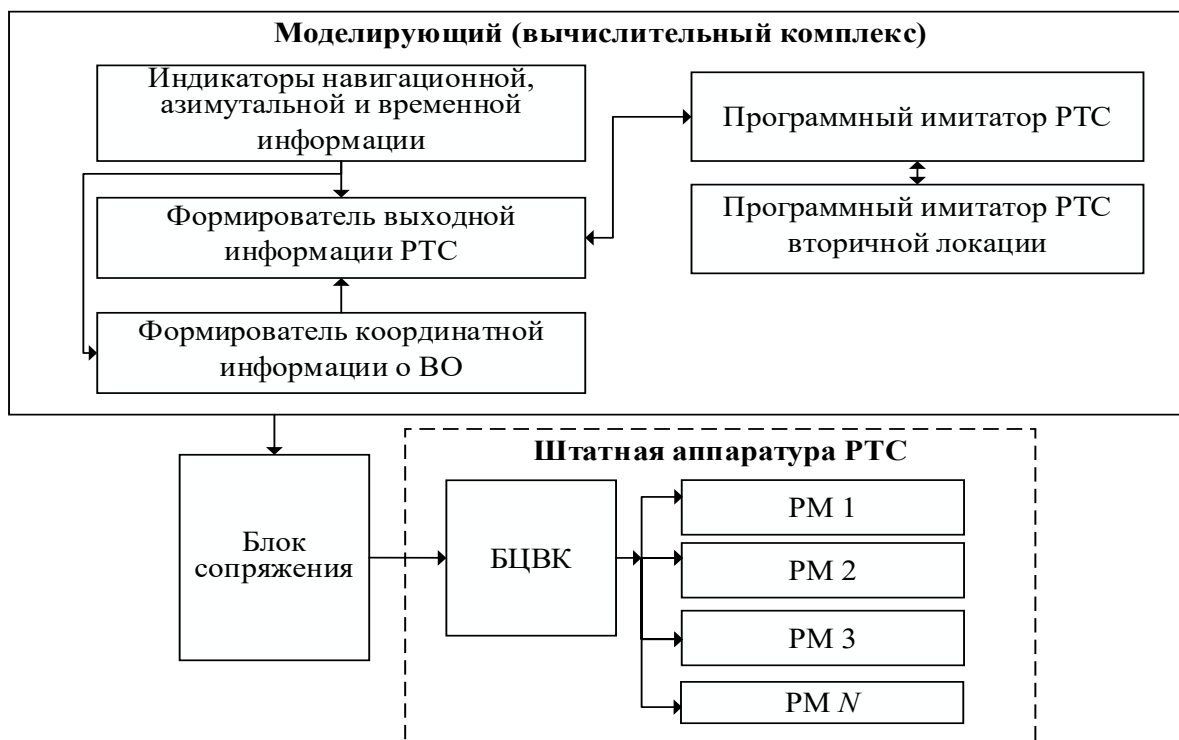 Моделирующий (вычислительный комплекс)
Индикаторы навигационной,
азимутальной и временной
информации
Программный имитатор РТС
Формирователь выходной
информации РТС
Программный имитатор РТС
вторичной локации
Формирователь координатной
информации о ВО
Штатная аппаратура РТС
Блок
сопряжения
БЦВК
РМ 1
РМ 2
РМ 3
РМ N